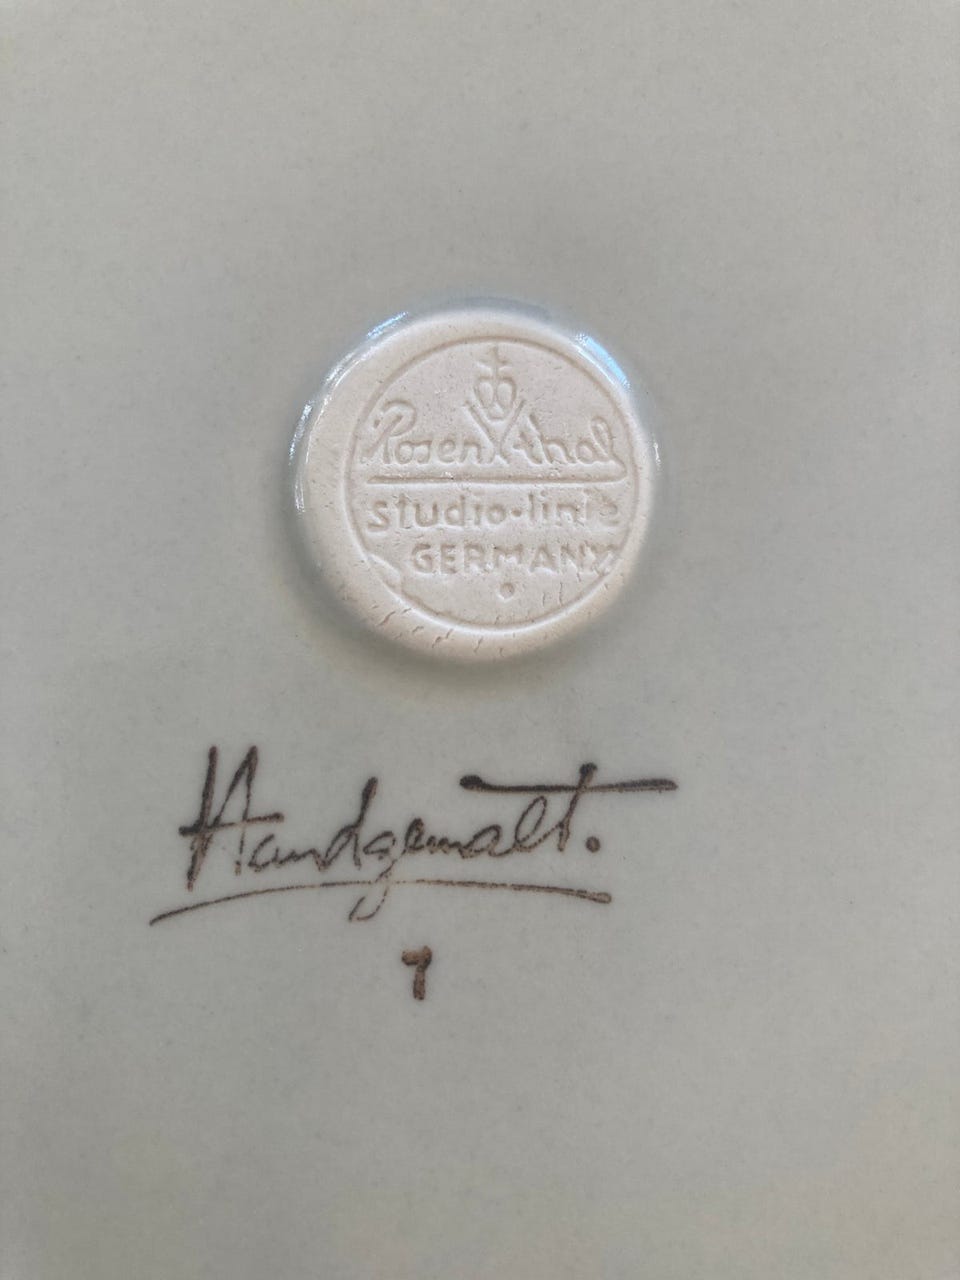 Rosenthal
studio-linie
GERMANY
Handgemalt.
7